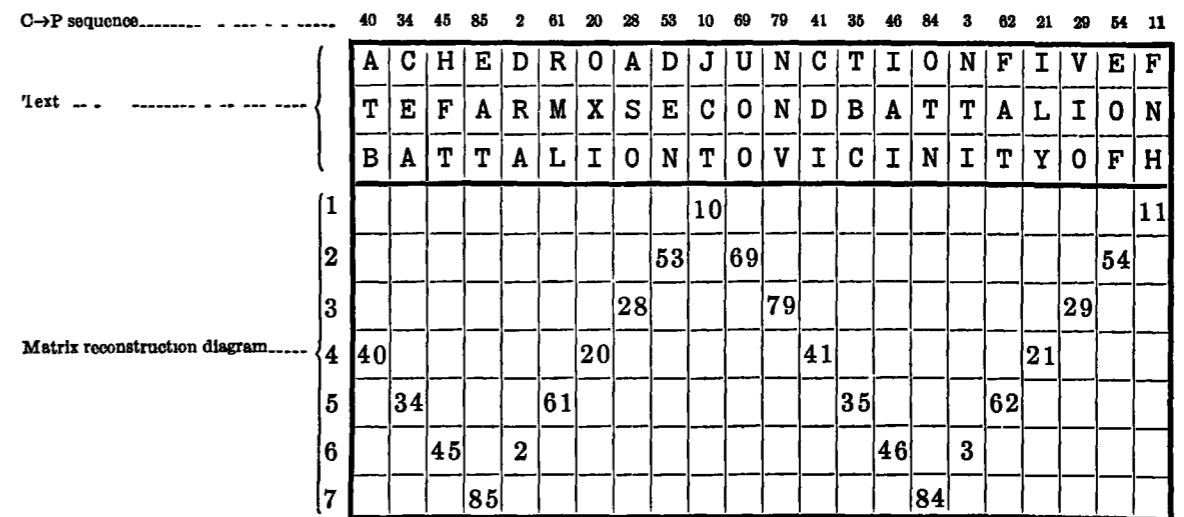 C→P sequence 40 34 45 85 2 61 20 28 53 10 69 79 41 35 46 84 3 62 21 29 54 11
A C H E D R O A D J U N C T I O N F I V E F
Text T E F A R M X S E C O N D B A T T A L I O N
B A T T A L I O N T O V I C I N I T Y O F H
1 10 11
2 53 69 54
3 28 79 29
Matrix reconstruction diagram 4 40 20 41 21
5 34 61 35 62
6 45 2 46 3
7 85 84